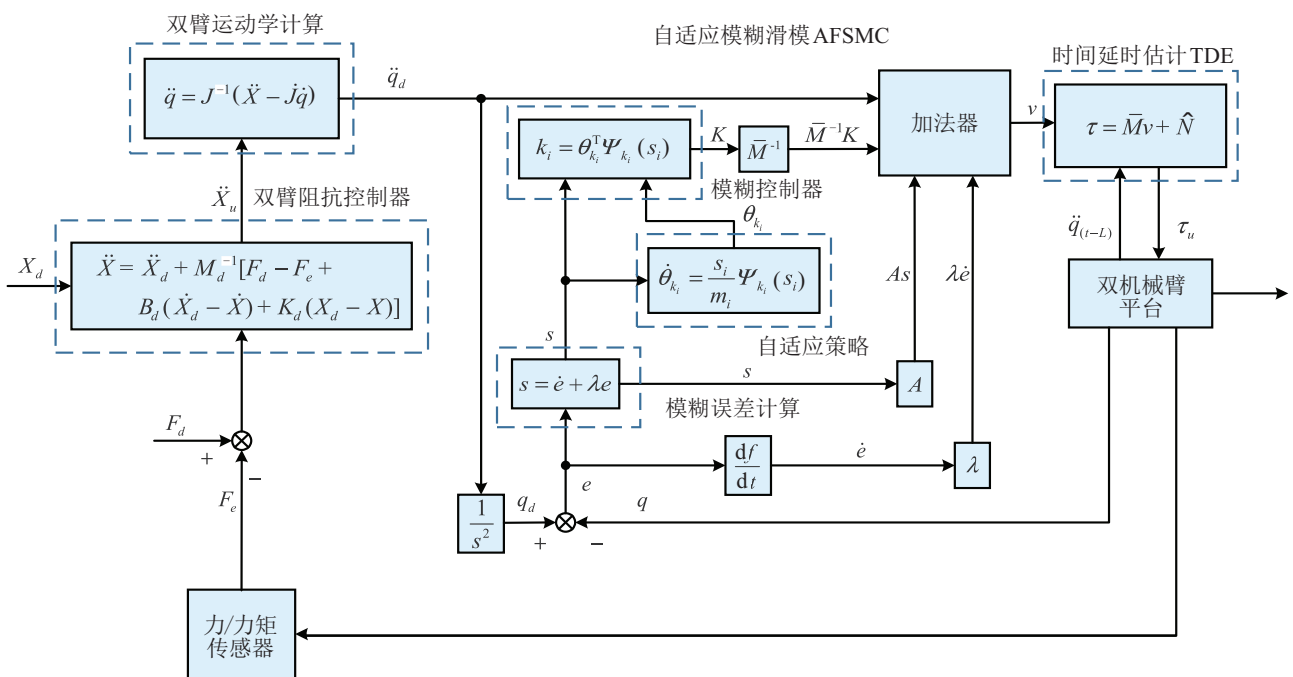 双臂运动学计算
自适应模糊滑模AFSMC
时间延时估计TDE
q̈ = J⁻¹(Ẍ − J̇q̇)
q̈_d
加法器
v
τ = M̄v + N̂
k_i = θ_{k_i}^T Ψ_{k_i}(s_i)
K
M̄⁻¹
M̄⁻¹K
模糊控制器
Ẍ_u
双臂阻抗控制器
θ_{k_i}
q̈_{(t−L)}
τ_u
X_d
Ẍ = Ẍ_d + M_d⁻¹[F_d − F_e +
B_d(Ẋ_d − Ẋ) + K_d(X_d − X)]
θ̇_{k_i} = \frac{s_i}{m_i} Ψ_{k_i}(s_i)
As
λė
双机械臂
平台
自适应策略
s
s = ė + λe
s
A
模糊误差计算
F_d
+
−
\frac{df}{dt}
ė
λ
F_e
e
\frac{1}{s²}
q_d
+
−
q
力/力矩
传感器